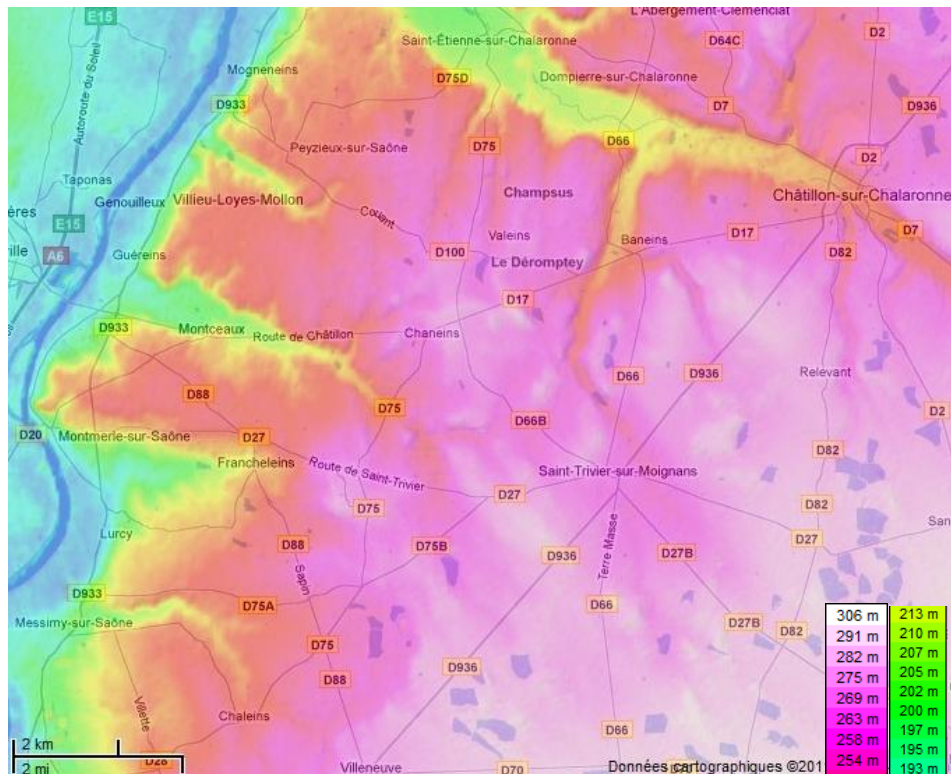 E15
L'Abergement-Clémenciat
D2
Saint-Étienne-sur-Chalaronne
D64C
Mogneneins
D75D
Dompierre-sur-Chalaronne
Autoroute du Soleil
D933
D7
D936
D66
Peyzieux-sur-Saône
D75
D2
Taponas
Genouilleux
Villieu-Loyes-Mollon
Champsus
Châtillon-sur-Chalaronne
E15
D7
Valeins
Baneins
D17
D82
A6
Guéreins
D100
Le Déromptey
D17
D933
Montceaux
Route de Châtillon
Chaneins
D66
D936
Relevant
D88
D75
D66B
D2
D20
Montmerle-sur-Saône
D27
D82
Francheleins
Route de Saint-Trivier
Saint-Trivier-sur-Moignans
D27
D75
D82
Lurcy
D88
D75B
D936
Terre Masse
D27B
D27
San
Sapin
D933
D75A
D66
Messimy-sur-Saône
D27B
D82
D75
D936
D88
Villette
Chaleins
D66
D28
Villeneuve
D70
2 km
2 mi
Données cartographiques ©201
306 m
291 m
282 m
275 m
269 m
263 m
258 m
254 m
213 m
210 m
207 m
205 m
202 m
200 m
197 m
195 m
193 m